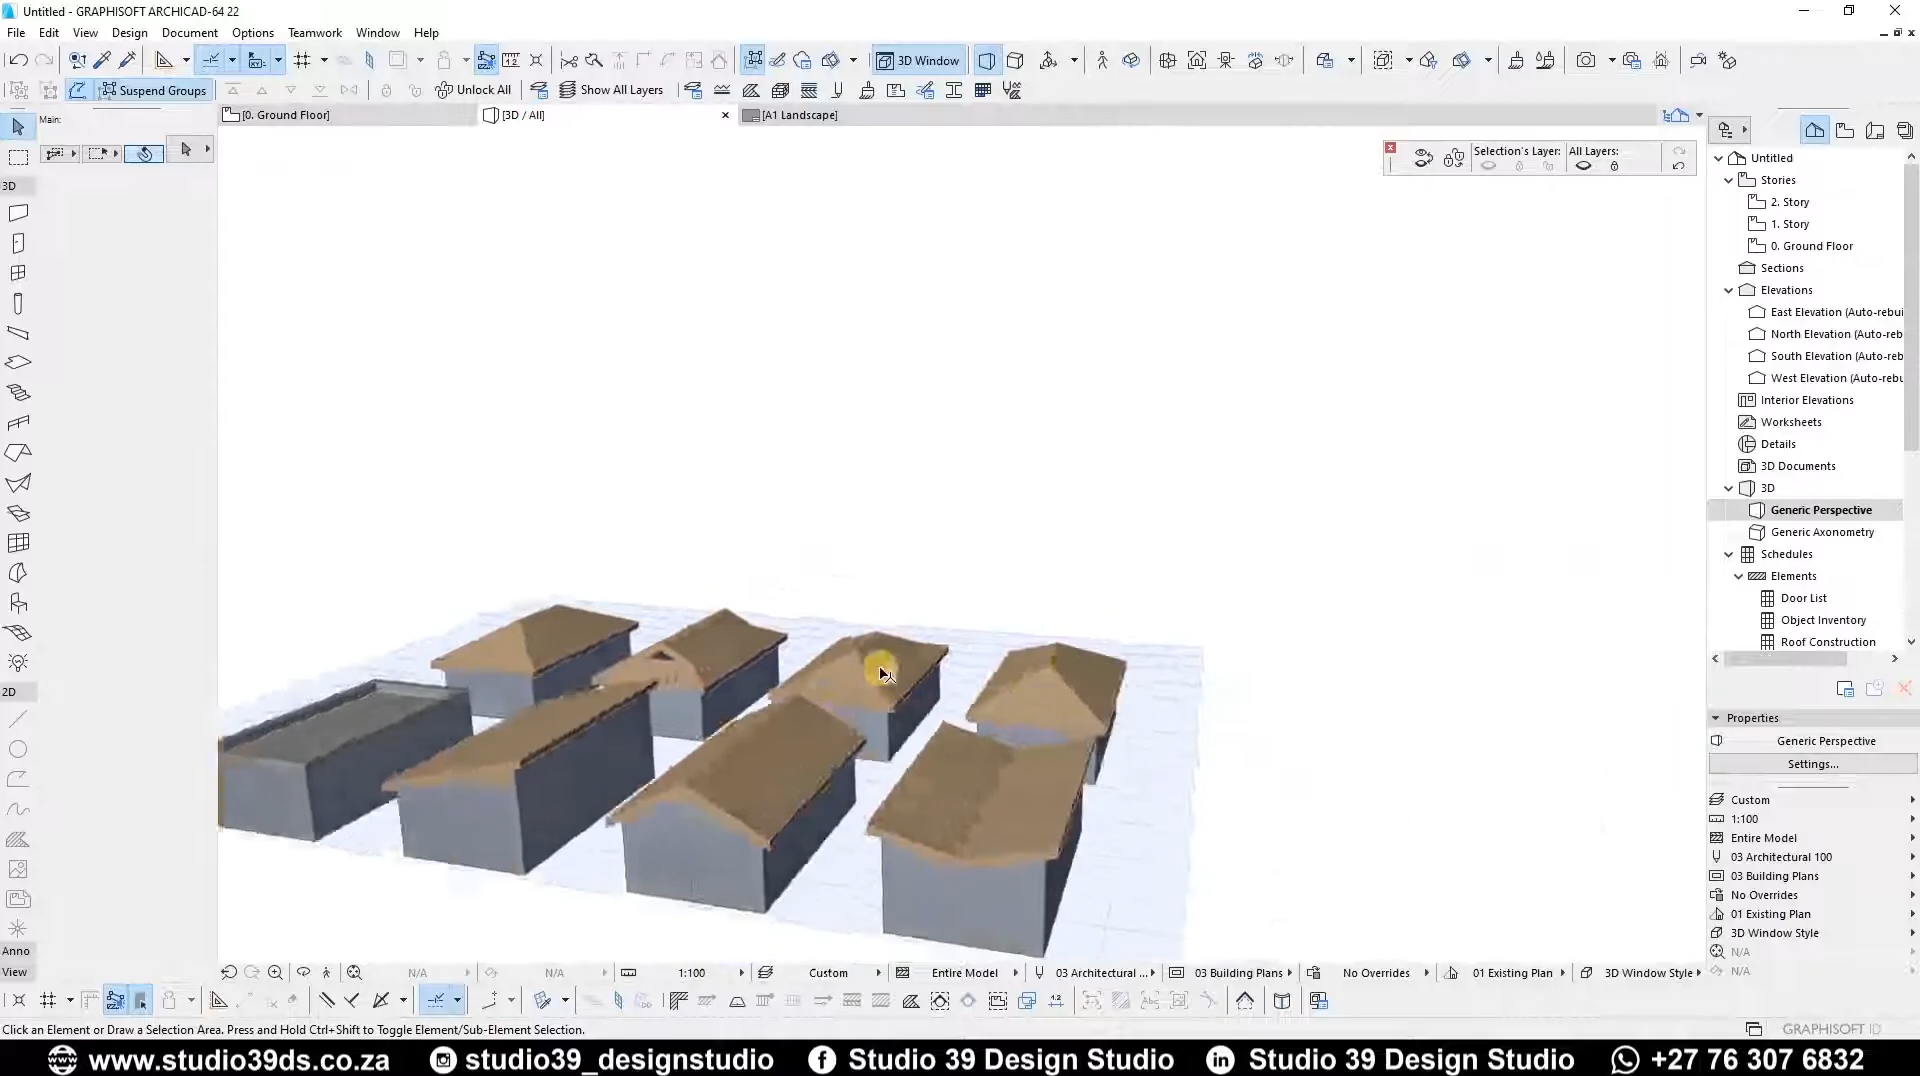 Untitled - GRAPHISOFT ARCHICAD-64 22
File Edit View Design Document Options Teamwork Window Help
3D Window
Suspend Groups Unlock All Show All Layers
[0. Ground Floor] [3D / All] [A1 Landscape]
Main:
Selection's Layer: All Layers:
3D
2D
Anno
View
Untitled
Stories
2. Story
1. Story
0. Ground Floor
Sections
Elevations
East Elevation (Auto-rebui
North Elevation (Auto-reb
South Elevation (Auto-reb
West Elevation (Auto-rebu
Interior Elevations
Worksheets
Details
3D Documents
3D
Generic Perspective
Generic Axonometry
Schedules
Elements
Door List
Object Inventory
Roof Construction
Properties
Generic Perspective
Settings...
Custom
1:100
Entire Model
03 Architectural 100
03 Building Plans
No Overrides
01 Existing Plan
3D Window Style
N/A
N/A
N/A N/A 1:100 Custom Entire Model 03 Architectural ... 03 Building Plans No Overrides 01 Existing Plan 3D Window Style
Click an Element or Draw a Selection Area. Press and Hold Ctrl+Shift to Toggle Element/Sub-Element Selection.
GRAPHISOFT ID
www.studio39ds.co.za studio39_designstudio Studio 39 Design Studio Studio 39 Design Studio +27 76 307 6832